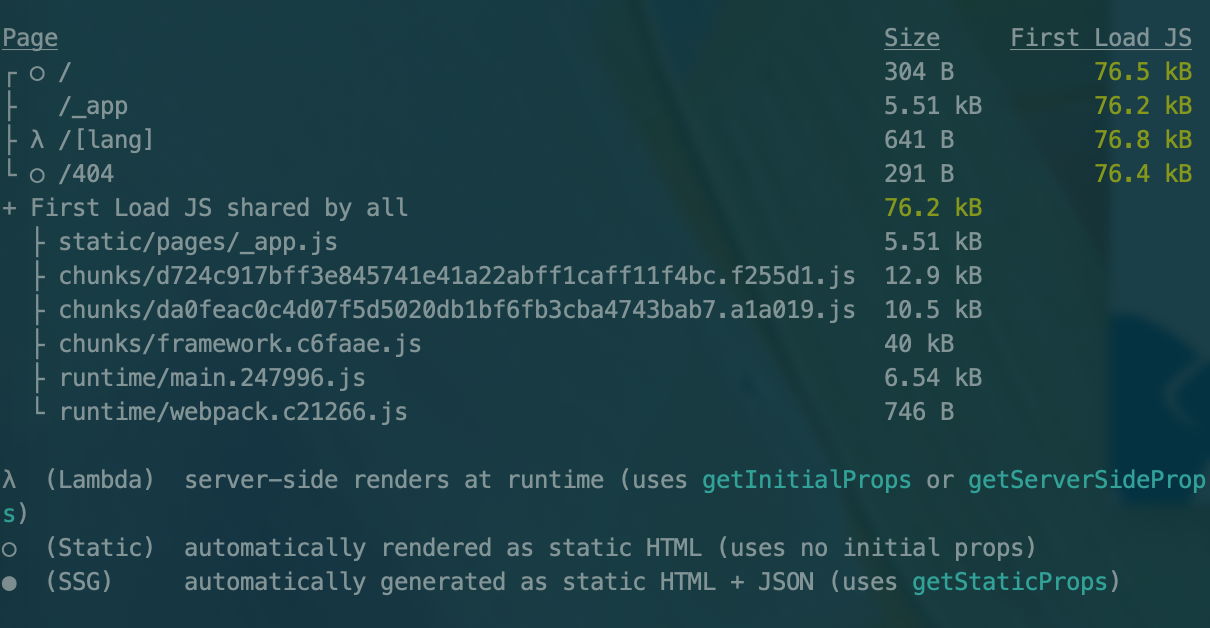 Page Size First Load JS
┌ ○ / 304 B 76.5 kB
├   /_app 5.51 kB 76.2 kB
├ λ /[lang] 641 B 76.8 kB
└ ○ /404 291 B 76.4 kB
+ First Load JS shared by all 76.2 kB
├ static/pages/_app.js 5.51 kB
├ chunks/d724c917bff3e845741e41a22abff1caff11f4bc.f255d1.js 12.9 kB
├ chunks/da0feac0c4d07f5d5020db1bf6fb3cba4743bab7.a1a019.js 10.5 kB
├ chunks/framework.c6faae.js 40 kB
├ runtime/main.247996.js 6.54 kB
└ runtime/webpack.c21266.js 746 B
λ (Lambda) server-side renders at runtime (uses getInitialProps or getServerSideProp
s)
○ (Static) automatically rendered as static HTML (uses no initial props)
● (SSG) automatically generated as static HTML + JSON (uses getStaticProps)